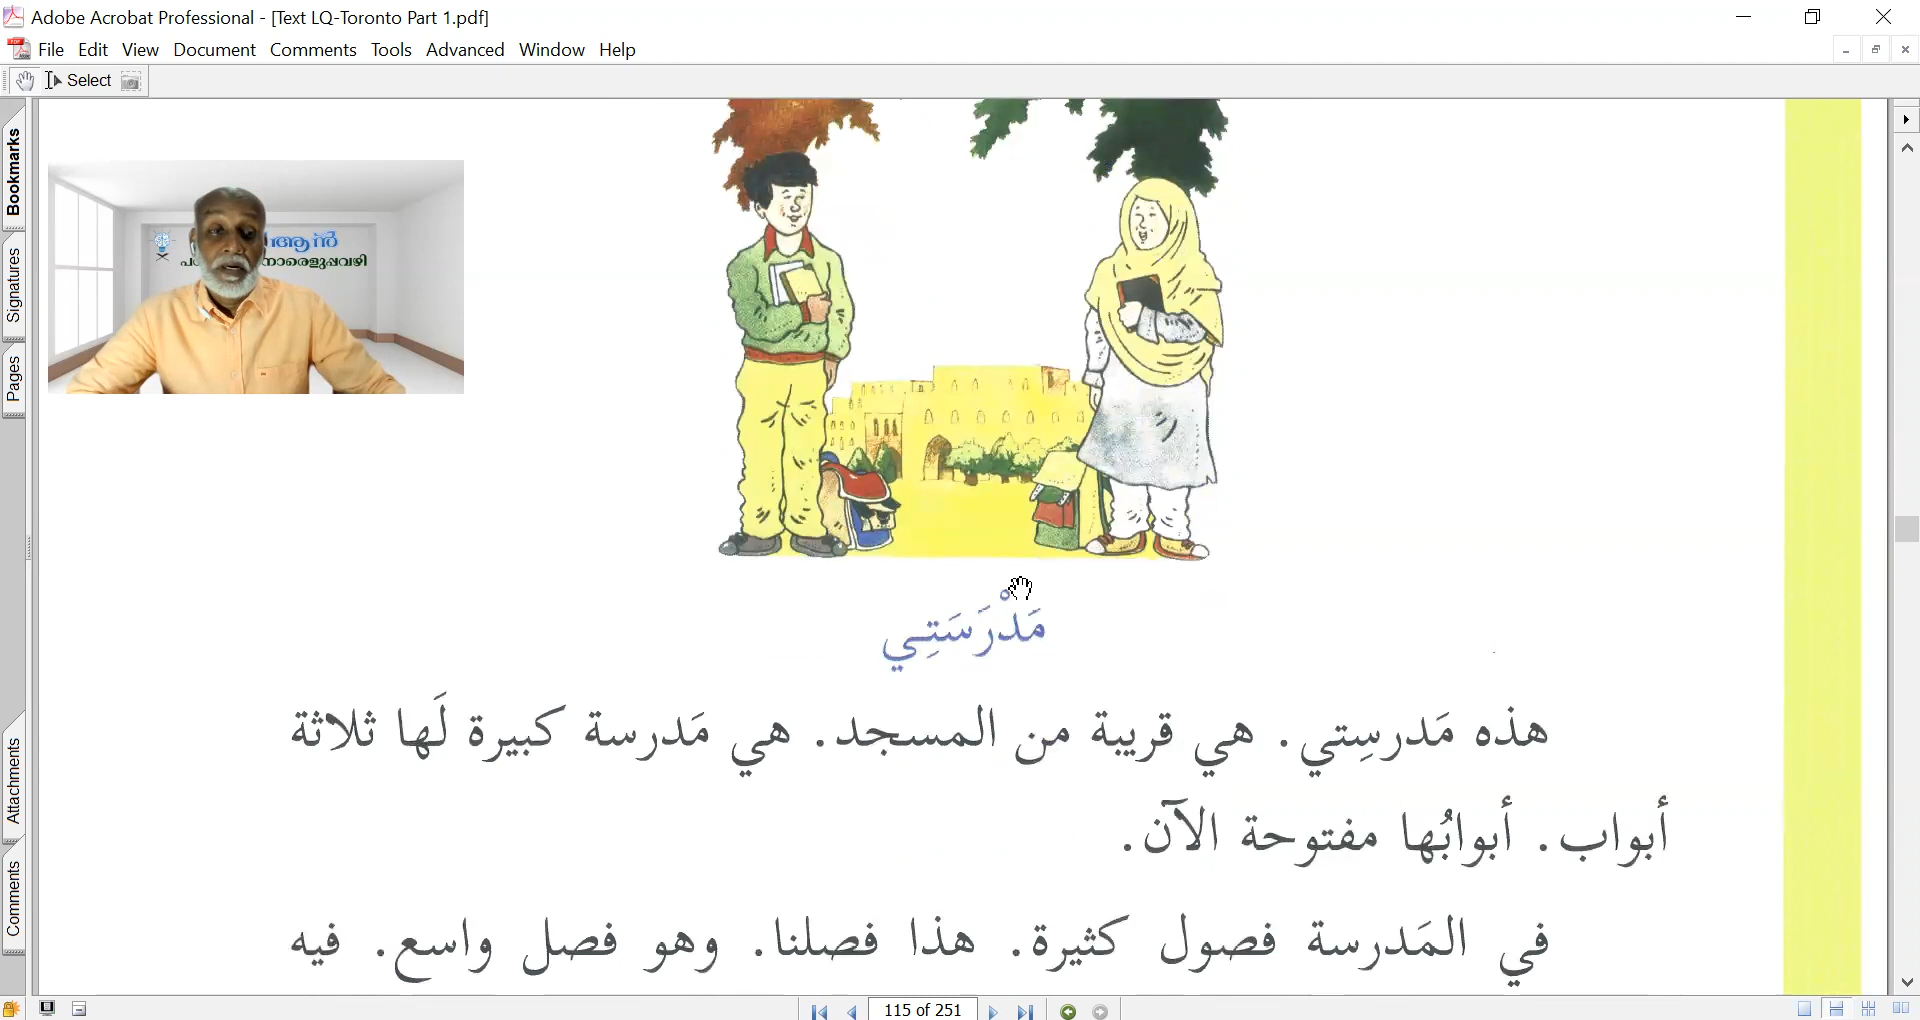 Adobe Acrobat Professional - [Text LQ-Toronto Part 1.pdf]
File Edit View Document Comments Tools Advanced Window Help
Select
Bookmarks
Signatures
Pages
Attachments
Comments
ആൻ
നാരെളുപ്പവഴി
مَدْرَسَتِي
هذه مَدرسِتي. هي قريبة من المسجد. هي مَدرسة كبيرة لَها ثلاثة
أبواب. أبوابُها مفتوحة الآن.
في المَدرسة فصول كثيرة. هذا فصلنا. وهو فصل واسع. فيه
115 of 251